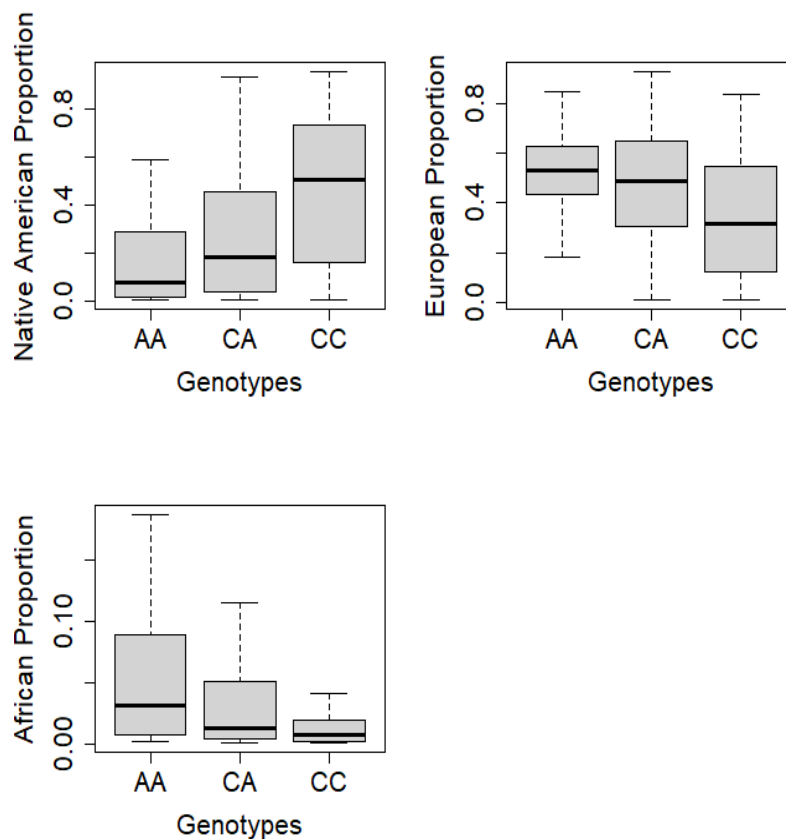 Native American Proportion
0.8
0.4
0.0
AA CA CC
Genotypes
European Proportion
0.8
0.4
0.0
AA CA CC
Genotypes
African Proportion
0.10
0.00
AA CA CC
Genotypes